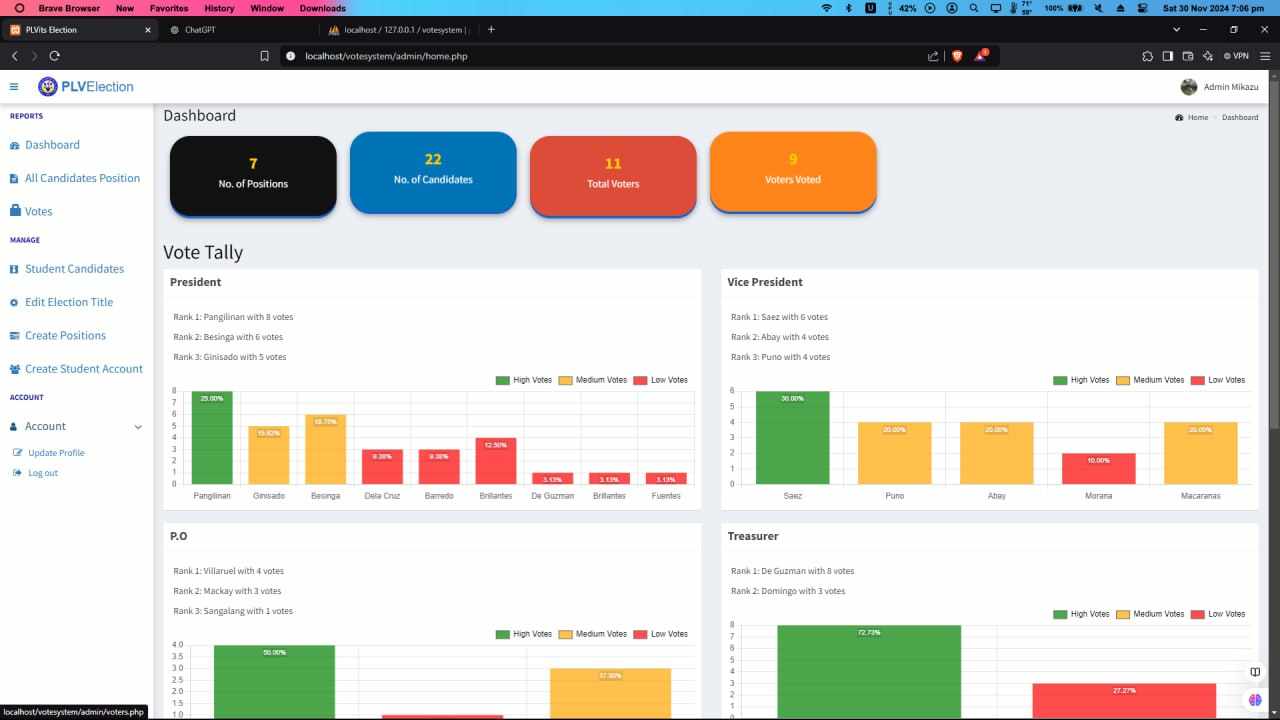 Brave Browser New Favorites History Window Downloads
42% 71° 59° 100% Sat 30 Nov 2024 7:06 pm
PLVits Election ChatGPT localhost / 127.0.0.1 / votesystem |
localhost/votesystem/admin/home.php VPN
PLVElection Admin Mikazu
REPORTS
Dashboard
All Candidates Position
Votes
MANAGE
Student Candidates
Edit Election Title
Create Positions
Create Student Account
ACCOUNT
Account
Update Profile
Log out
Dashboard
Home > Dashboard
7
No. of Positions
22
No. of Candidates
11
Total Voters
9
Voters Voted
Vote Tally
President
Rank 1: Pangilinan with 8 votes
Rank 2: Besinga with 6 votes
Rank 3: Ginisado with 5 votes
High Votes Medium Votes Low Votes
8
7
6
5
4
3
2
1
0
25.00% 15.63% 18.75% 9.38% 9.38% 12.50% 3.13% 3.13% 3.13%
Pangilinan Ginisado Besinga Dela Cruz Barredo Brillantes De Guzman Brillantes Fuentes
Vice President
Rank 1: Saez with 6 votes
Rank 2: Abay with 4 votes
Rank 3: Puno with 4 votes
High Votes Medium Votes Low Votes
6
5
4
3
2
1
0
30.00% 20.00% 20.00% 10.00% 20.00%
Saez Puno Abay Morana Macaranas
P.O
Rank 1: Villaruel with 4 votes
Rank 2: Mackay with 3 votes
Rank 3: Sangalang with 1 votes
High Votes Medium Votes Low Votes
4.0
3.5
3.0
2.5
2.0
1.5
1.0
50.00% 37.50%
Treasurer
Rank 1: De Guzman with 8 votes
Rank 2: Domingo with 3 votes
High Votes Medium Votes Low Votes
8
7
6
5
4
3
2
1
0
72.73% 27.27%
localhost/votesystem/admin/voters.php